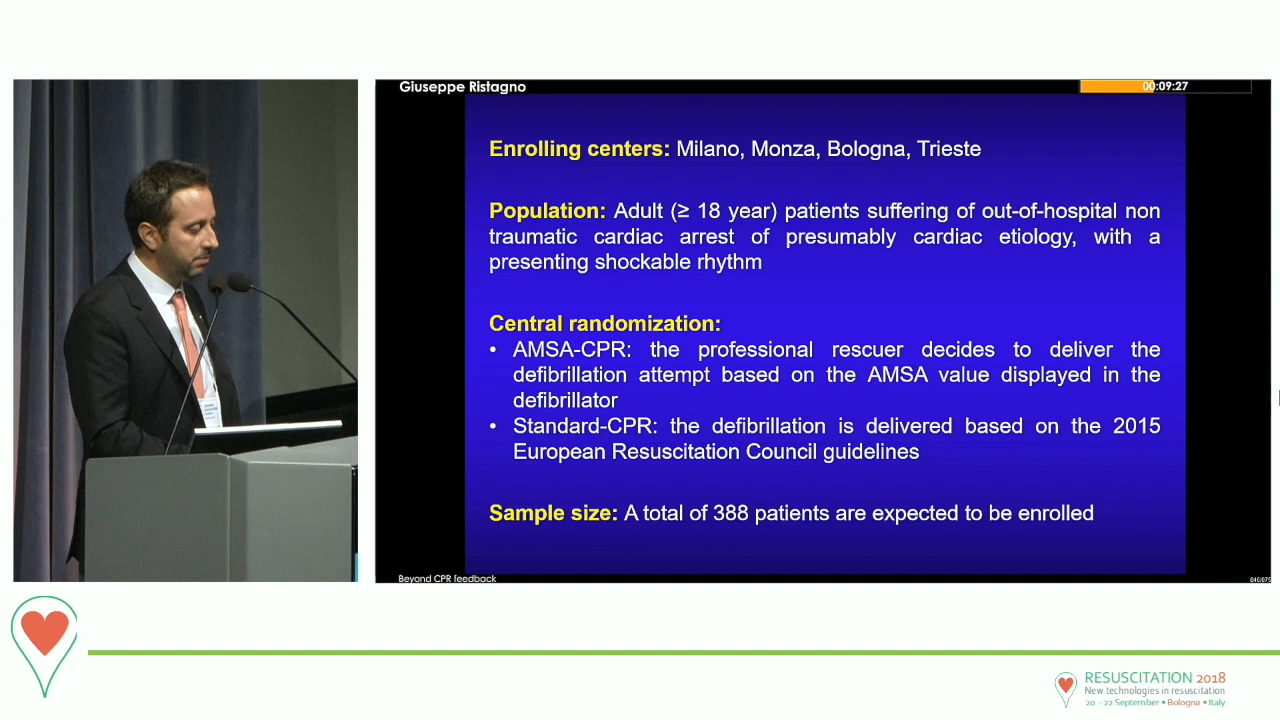 Giuseppe Ristagno
00:09:27
Enrolling centers: Milano, Monza, Bologna, Trieste
Population: Adult (≥ 18 year) patients suffering of out-of-hospital non
traumatic cardiac arrest of presumably cardiac etiology, with a
presenting shockable rhythm
Central randomization:
• AMSA-CPR: the professional rescuer decides to deliver the
defibrillation attempt based on the AMSA value displayed in the
defibrillator
• Standard-CPR: the defibrillation is delivered based on the 2015
European Resuscitation Council guidelines
Sample size: A total of 388 patients are expected to be enrolled
Beyond CPR feedback
RESUSCITATION 2018
New technologies in resuscitation
20 - 22 September • Bologna • Italy